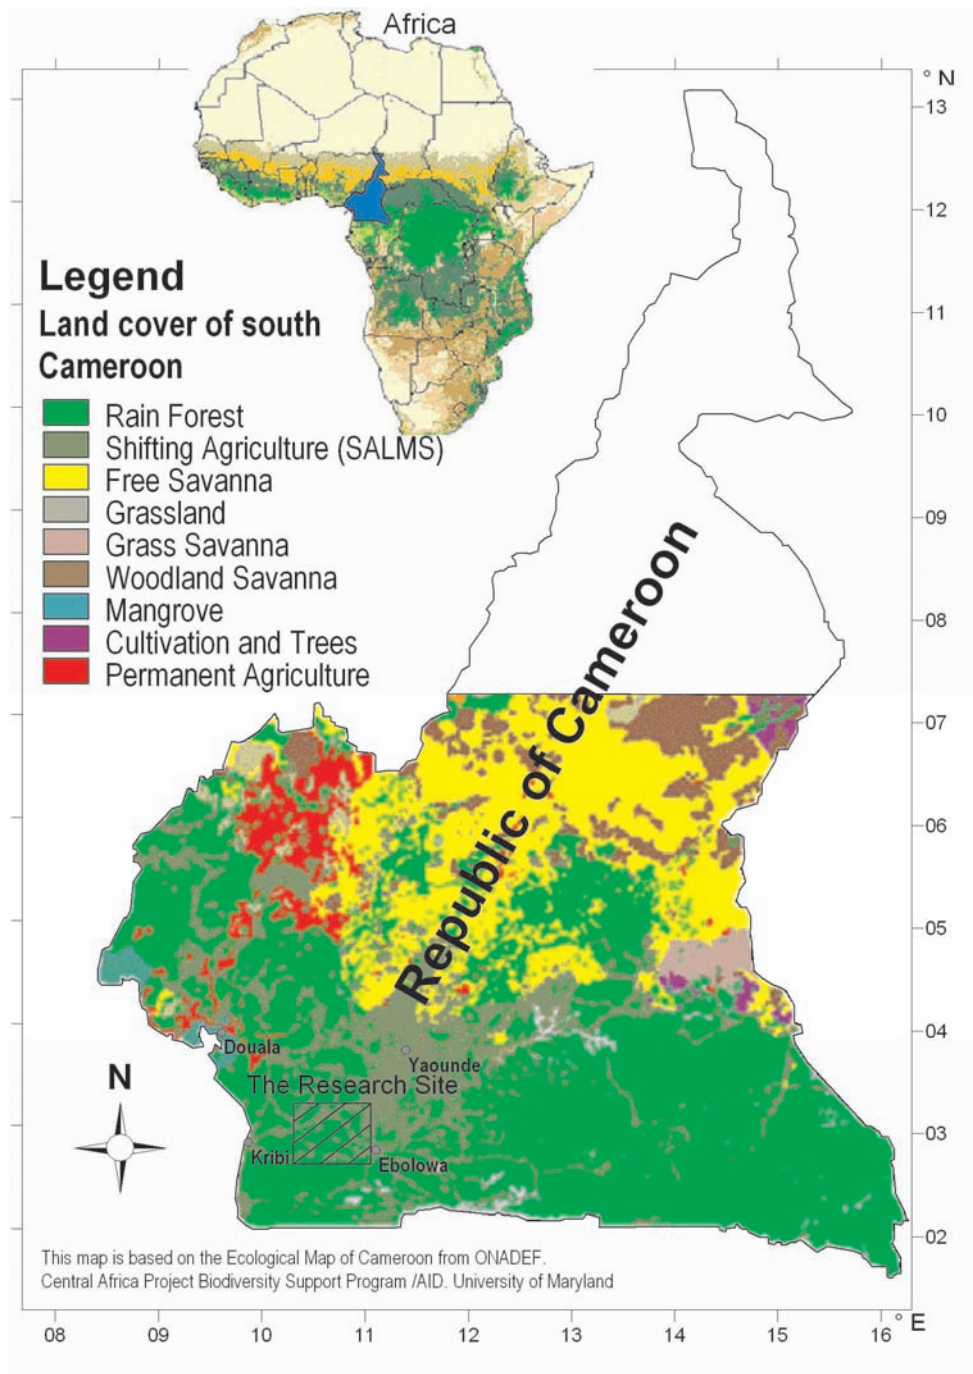 Africa
° N
13
12
11
10
09
08
07
06
05
04
03
02
Legend
Land cover of south
Cameroon
Rain Forest
Shifting Agriculture (SALMS)
Free Savanna
Grassland
Grass Savanna
Woodland Savanna
Mangrove
Cultivation and Trees
Permanent Agriculture
Republic of Cameroon
Douala
Yaounde
The Research Site
Kribi
Ebolowa
N
This map is based on the Ecological Map of Cameroon from ONADEF.
Central Africa Project Biodiversity Support Program /AID. University of Maryland
08 09 10 11 12 13 14 15 16 ° E